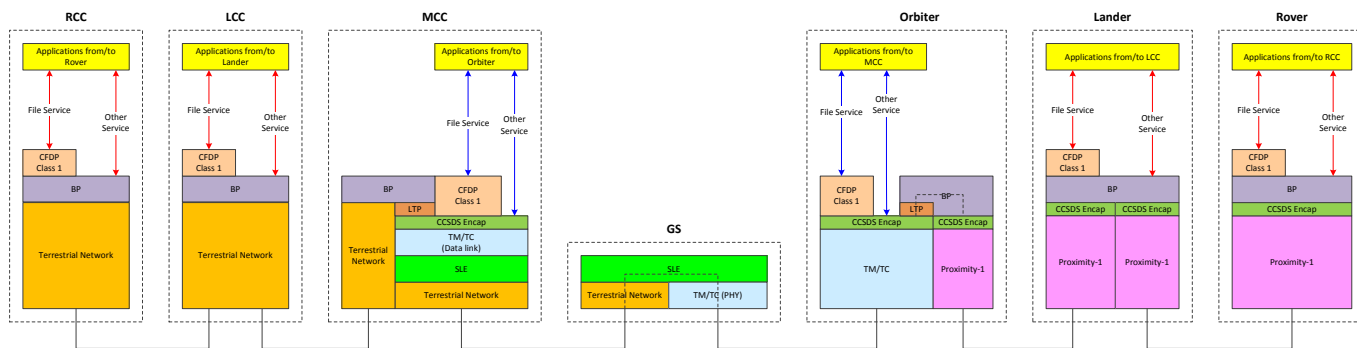 RCC
Applications from/to
Rover
File Service
Other
Service
CFDP
Class 1
BP
Terrestrial Network
LCC
Applications from/to
Lander
File Service
Other
Service
CFDP
Class 1
BP
Terrestrial Network
MCC
Applications from/to
Orbiter
File Service
Other
Service
BP
CFDP
Class 1
LTP
CCSDS Encap
Terrestrial
Network
TM/TC
(Data link)
SLE
Terrestrial Network
GS
SLE
Terrestrial Network
TM/TC (PHY)
Orbiter
Applications from/to
MCC
File Service
Other
Service
CFDP
Class 1
BP
LTP
CCSDS Encap
CCSDS Encap
TM/TC
Proximity-1
Lander
Applications from/to LCC
File Service
Other
Service
CFDP
Class 1
BP
CCSDS Encap
CCSDS Encap
Proximity-1
Proximity-1
Rover
Applications from/to RCC
File Service
Other
Service
CFDP
Class 1
BP
CCSDS Encap
Proximity-1